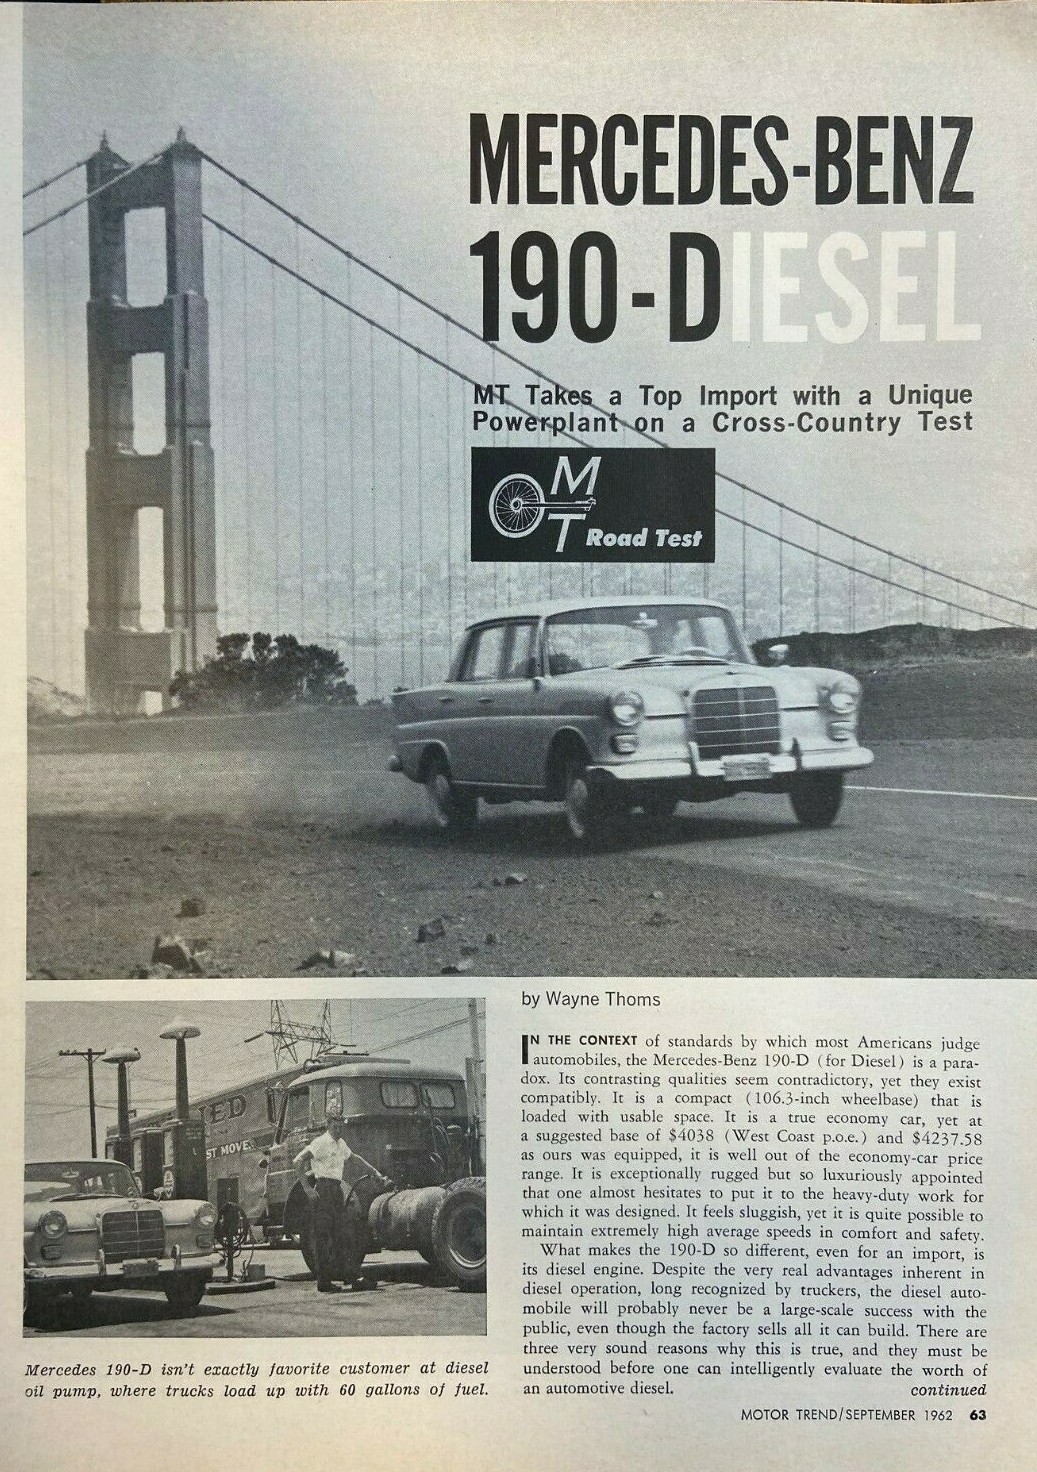 MERCEDES-BENZ
190-DIESEL
MT Takes a Top Import with a Unique
Powerplant on a Cross-Country Test
MT Road Test
by Wayne Thoms
IN THE CONTEXT of standards by which most Americans judge
automobiles, the Mercedes-Benz 190-D (for Diesel) is a para-
dox. Its contrasting qualities seem contradictory, yet they exist
compatibly. It is a compact (106.3-inch wheelbase) that is
loaded with usable space. It is a true economy car, yet at
a suggested base of $4038 (West Coast p.o.e.) and $4237.58
as ours was equipped, it is well out of the economy-car price
range. It is exceptionally rugged but so luxuriously appointed
that one almost hesitates to put it to the heavy-duty work for
which it was designed. It feels sluggish, yet it is quite possible to
maintain extremely high average speeds in comfort and safety.
What makes the 190-D so different, even for an import, is
its diesel engine. Despite the very real advantages inherent in
diesel operation, long recognized by truckers, the diesel auto-
mobile will probably never be a large-scale success with the
public, even though the factory sells all it can build. There are
three very sound reasons why this is true, and they must be
understood before one can intelligently evaluate the worth of
an automotive diesel.
continued
IED
ST MOVE
Mercedes 190-D isn't exactly favorite customer at diesel
oil pump, where trucks load up with 60 gallons of fuel.
MOTOR TREND/SEPTEMBER 1962 63